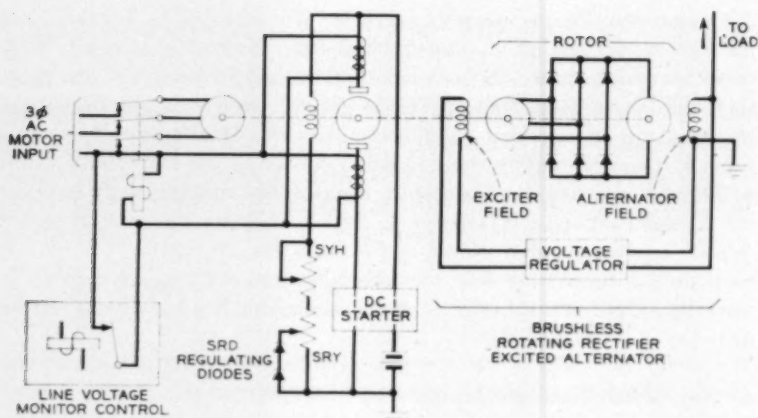 TO
LOAD
ROTOR
3ø
AC
MOTOR
INPUT
EXCITER
FIELD
ALTERNATOR
FIELD
SYH
VOLTAGE
REGULATOR
DC
STARTER
SRD
REGULATING
DIODES
SRY
BRUSHLESS
ROTATING RECTIFIER
EXCITED ALTERNATOR
LINE VOLTAGE
MONITOR CONTROL